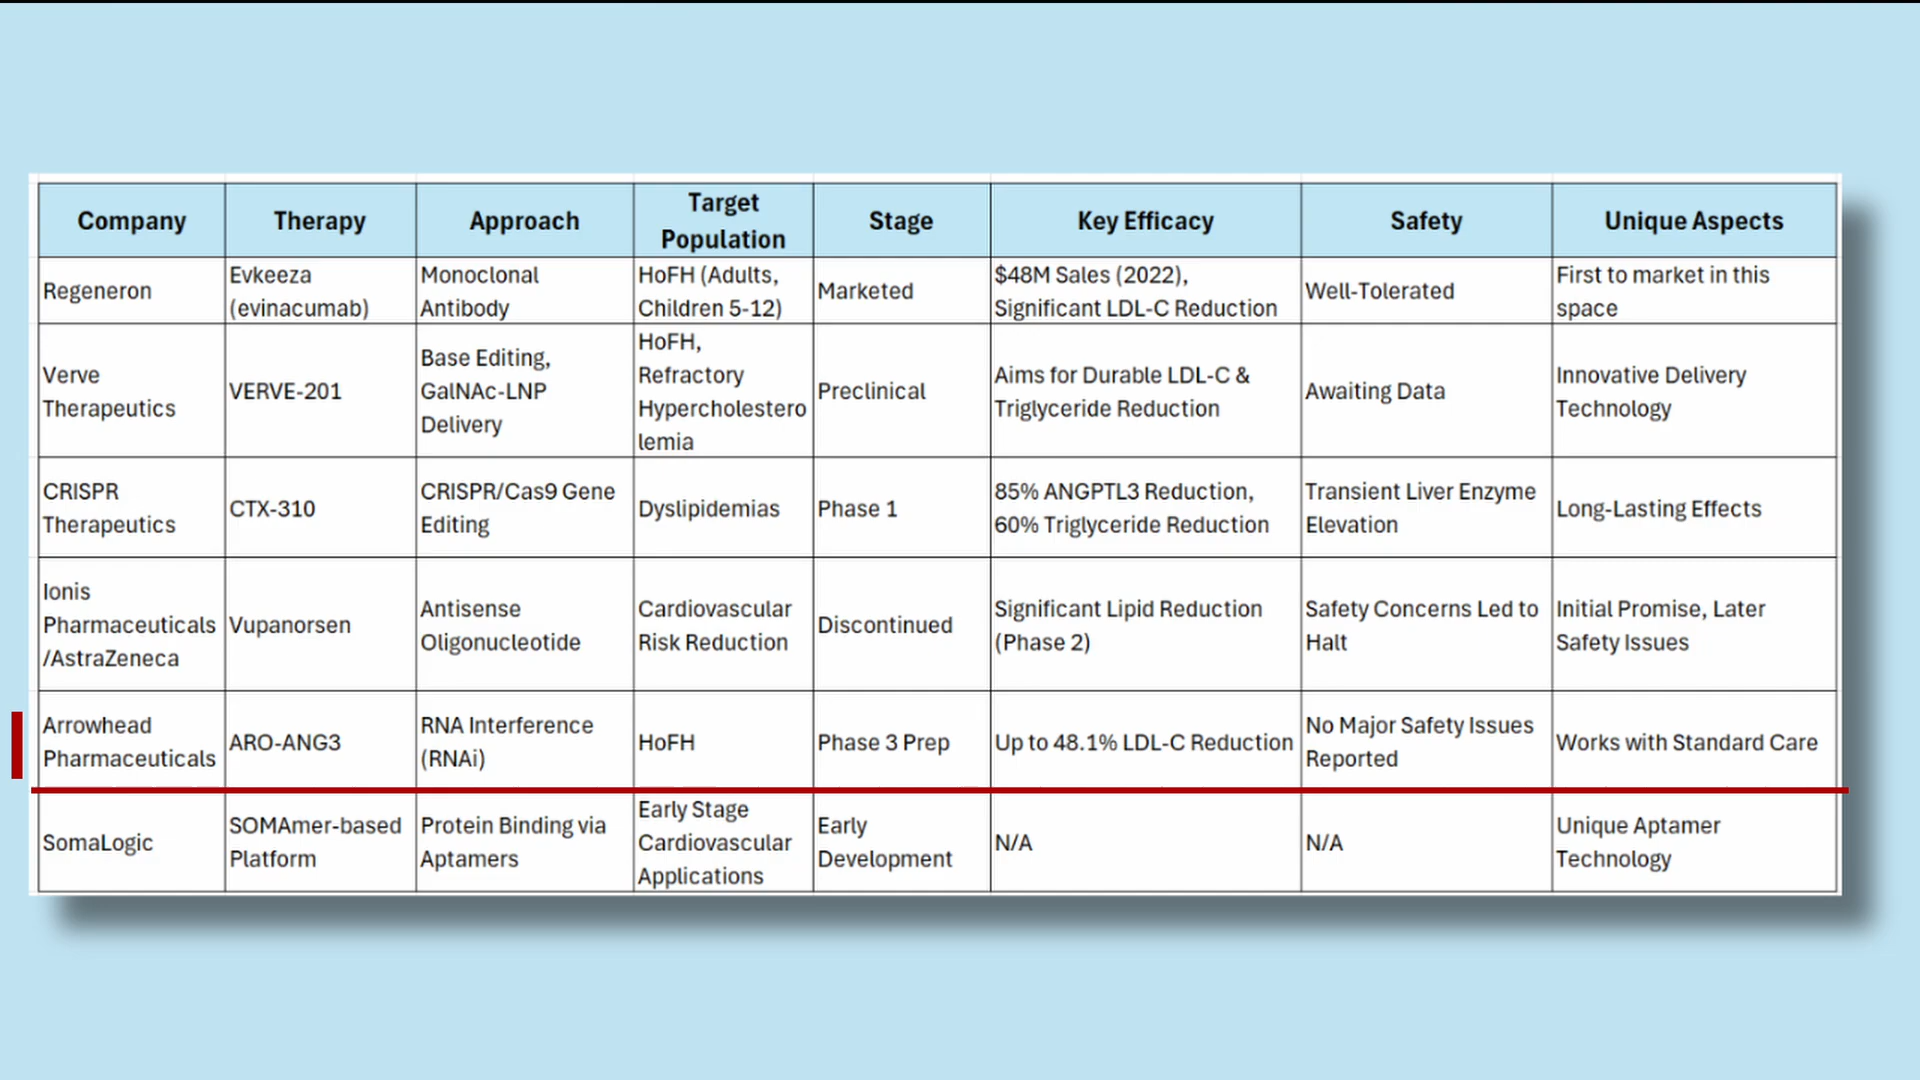 Company Therapy Approach Target Population Stage Key Efficacy Safety Unique Aspects
Regeneron
Evkeeza
(evinacumab)
Monoclonal
Antibody
HoFH (Adults,
Children 5-12)
Marketed
$48M Sales (2022),
Significant LDL-C Reduction
Well-Tolerated
First to market in this
space
Verve
Therapeutics
VERVE-201
Base Editing,
GalNAc-LNP
Delivery
HoFH,
Refractory
Hypercholestero
lemia
Preclinical
Aims for Durable LDL-C &
Triglyceride Reduction
Awaiting Data
Innovative Delivery
Technology
CRISPR
Therapeutics
CTX-310
CRISPR/Cas9 Gene
Editing
Dyslipidemias
Phase 1
85% ANGPTL3 Reduction,
60% Triglyceride Reduction
Transient Liver Enzyme
Elevation
Long-Lasting Effects
Ionis
Pharmaceuticals
/AstraZeneca
Vupanorsen
Antisense
Oligonucleotide
Cardiovascular
Risk Reduction
Discontinued
Significant Lipid Reduction
(Phase 2)
Safety Concerns Led to
Halt
Initial Promise, Later
Safety Issues
Arrowhead
Pharmaceuticals
ARO-ANG3
RNA Interference
(RNAi)
HoFH
Phase 3 Prep
Up to 48.1% LDL-C Reduction
No Major Safety Issues
Reported
Works with Standard Care
SomaLogic
SOMAmer-based
Platform
Protein Binding via
Aptamers
Early Stage
Cardiovascular
Applications
Early
Development
N/A
N/A
Unique Aptamer
Technology